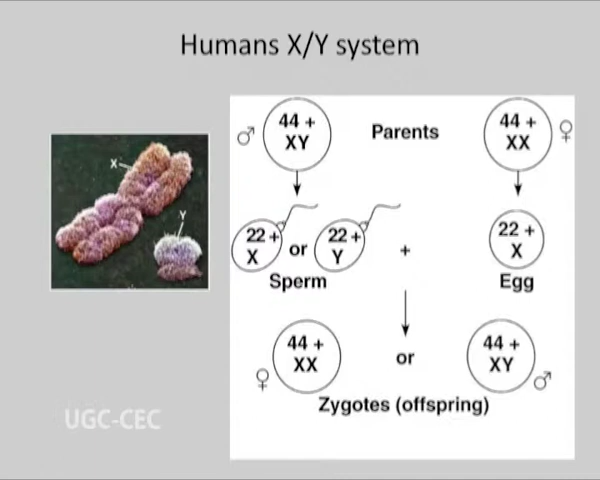 Humans X/Y system
X
Y
44 +
XY
Parents
44 +
XX
22 +
X
or
22 +
Y
+
22 +
X
Sperm
Egg
44 +
XX
or
44 +
XY
Zygotes (offspring)
UGC-CEC